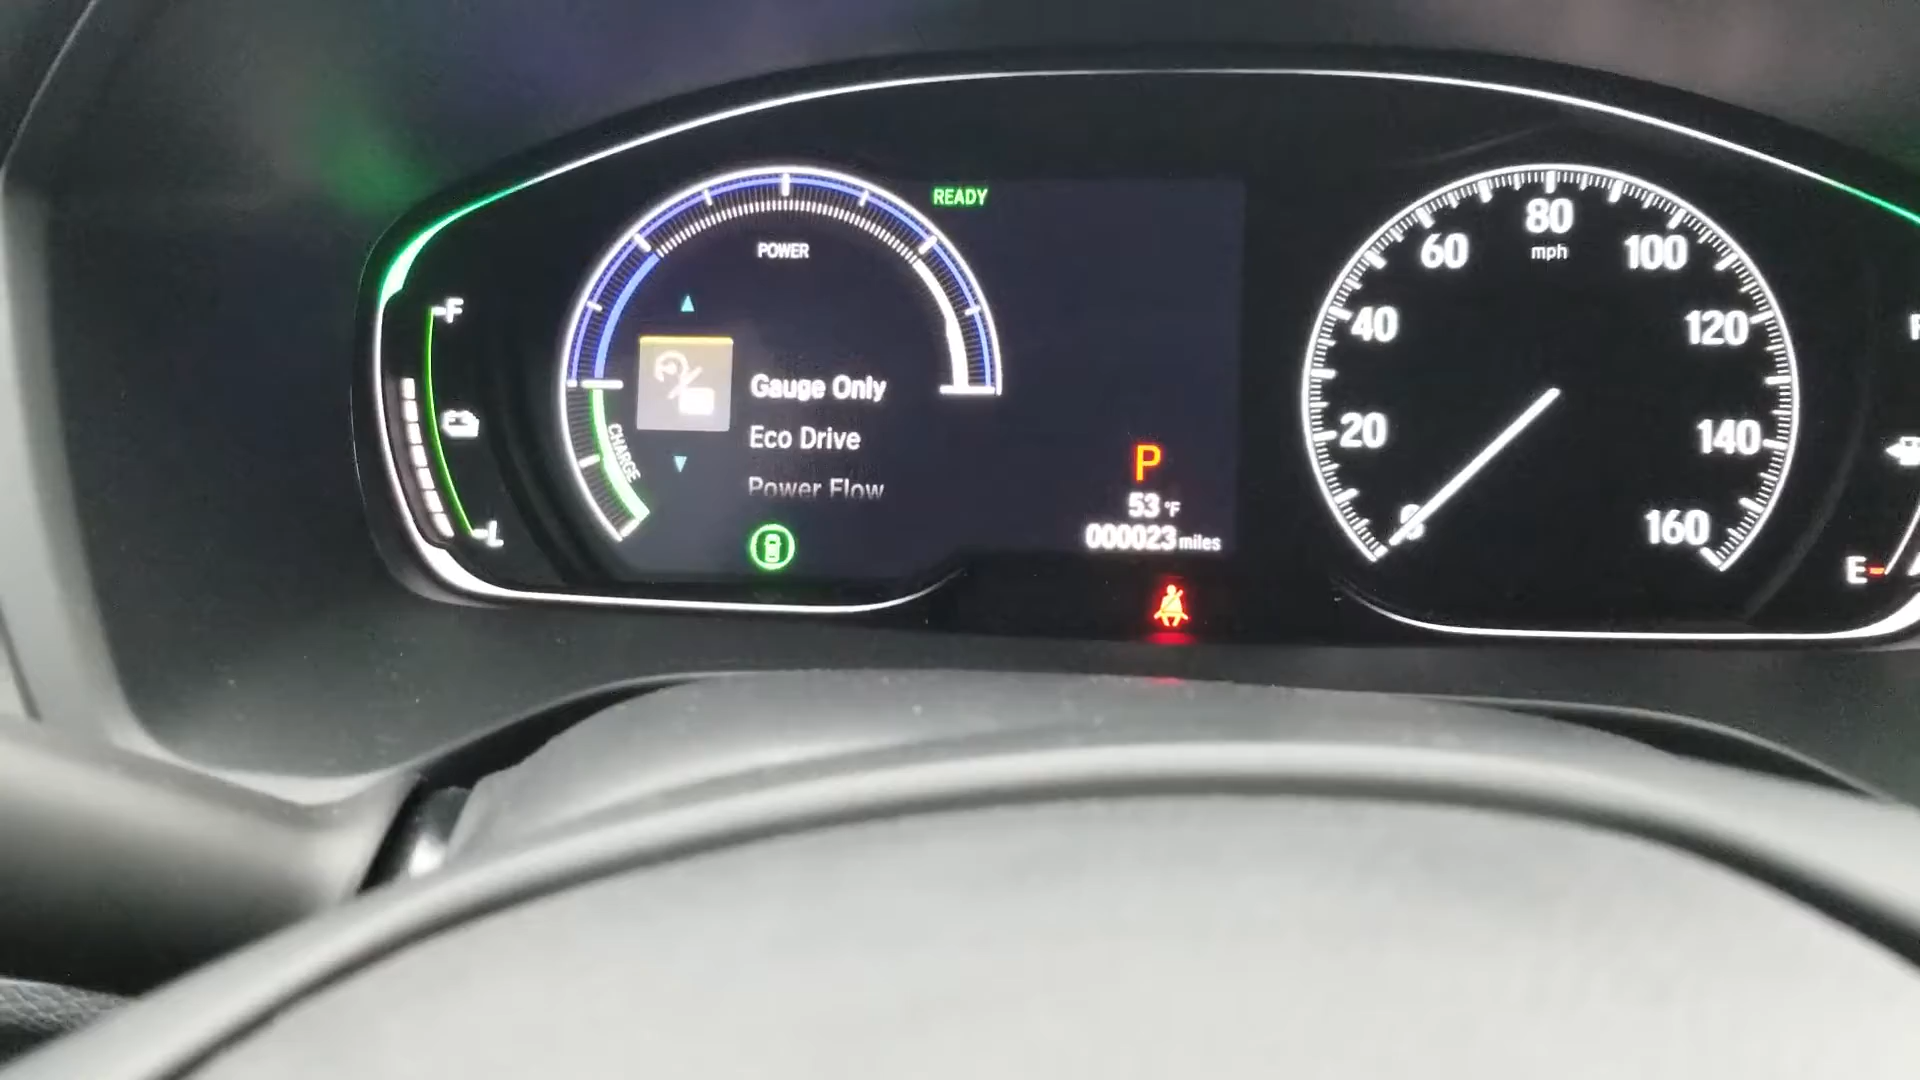 READY
POWER
F
CHARGE
L
Gauge Only
Eco Drive
Power Flow
P
53 °F
000023 miles
80
mph
60
100
40
120
20
140
160
E